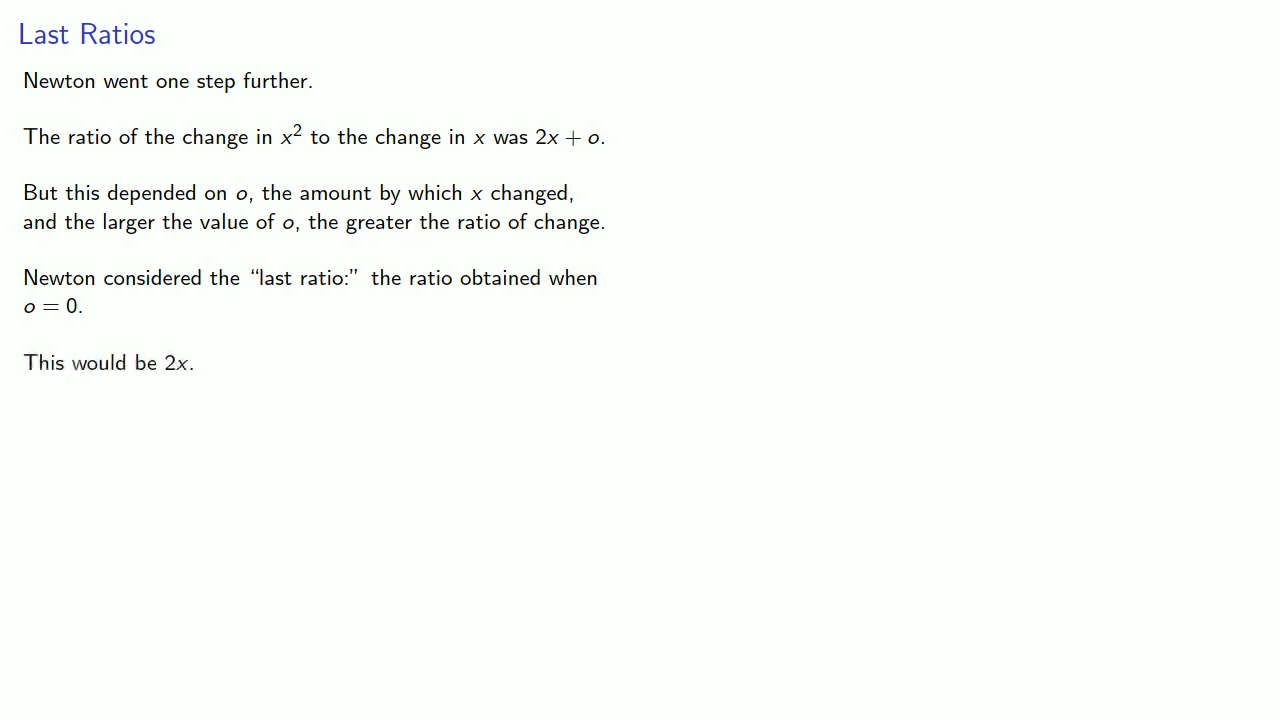 Last Ratios
Newton went one step further.
The ratio of the change in x² to the change in x was 2x + o.
But this depended on o, the amount by which x changed,
and the larger the value of o, the greater the ratio of change.
Newton considered the “last ratio:” the ratio obtained when
o = 0.
This would be 2x.